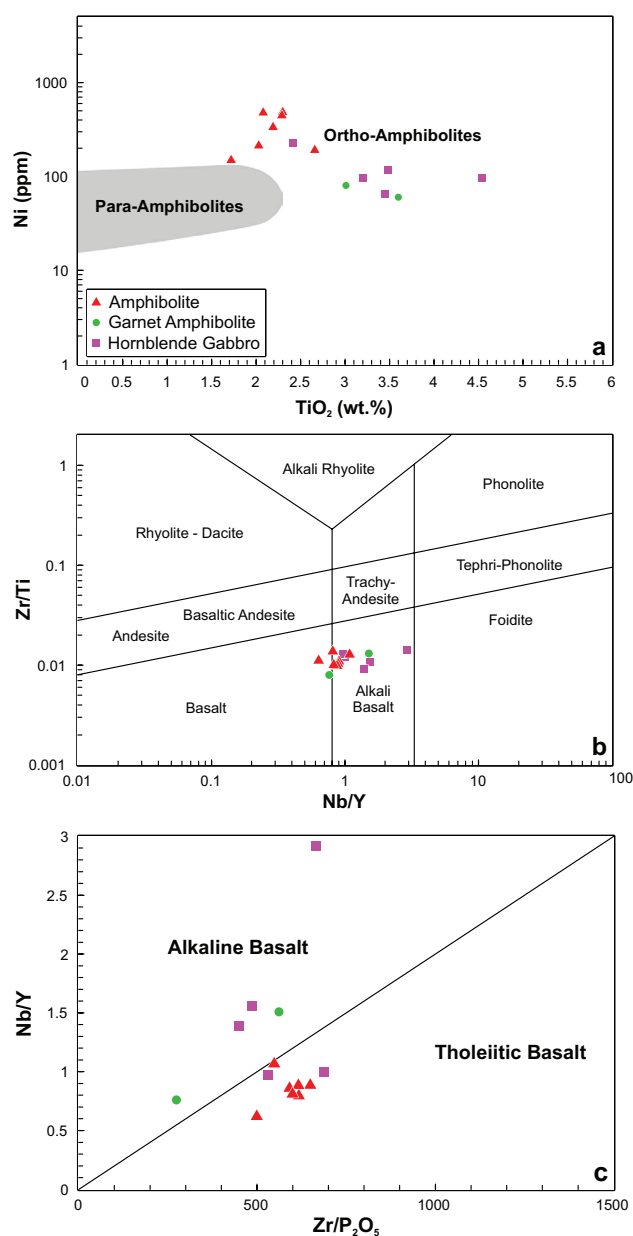 1000
100
10
1
Ni (ppm)
Ortho-Amphibolites
Para-Amphibolites
Amphibolite
Garnet Amphibolite
Hornblende Gabbro
a
0 0.5 1 1.5 2 2.5 3 3.5 4 4.5 5 5.5 6
TiO₂ (wt.%)
1
0.1
0.01
0.001
Zr/Ti
Alkali Rhyolite
Phonolite
Rhyolite - Dacite
Tephri-Phonolite
Trachy-
Andesite
Basaltic Andesite
Andesite
Foidite
Basalt
Alkali
Basalt
b
0.01 0.1 1 10 100
Nb/Y
3
2.5
2
1.5
1
0.5
0
Nb/Y
Alkaline Basalt
Tholeiitic Basalt
c
0 500 1000 1500
Zr/P₂O₅